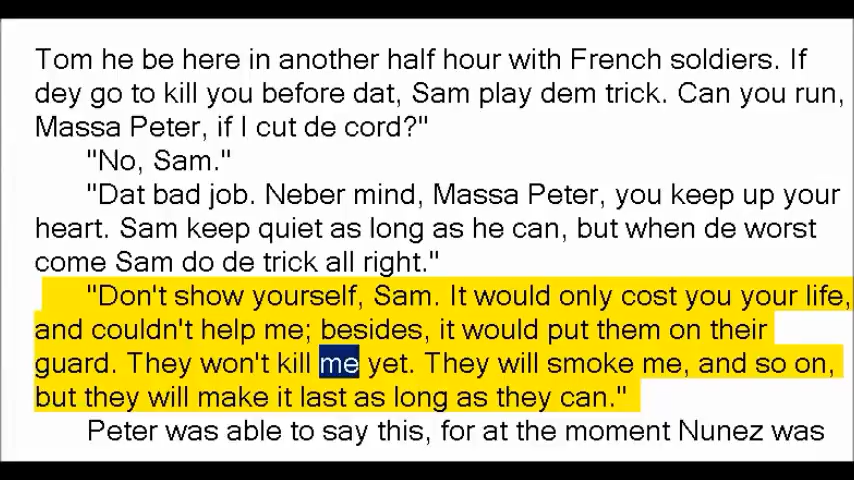 Tom he be here in another half hour with French soldiers. If
dey go to kill you before dat, Sam play dem trick. Can you run,
Massa Peter, if I cut de cord?"
"No, Sam."
"Dat bad job. Neber mind, Massa Peter, you keep up your
heart. Sam keep quiet as long as he can, but when de worst
come Sam do de trick all right."
"Don't show yourself, Sam. It would only cost you your life,
and couldn't help me; besides, it would put them on their
guard. They won't kill me yet. They will smoke me, and so on,
but they will make it last as long as they can."
Peter was able to say this, for at the moment Nunez was